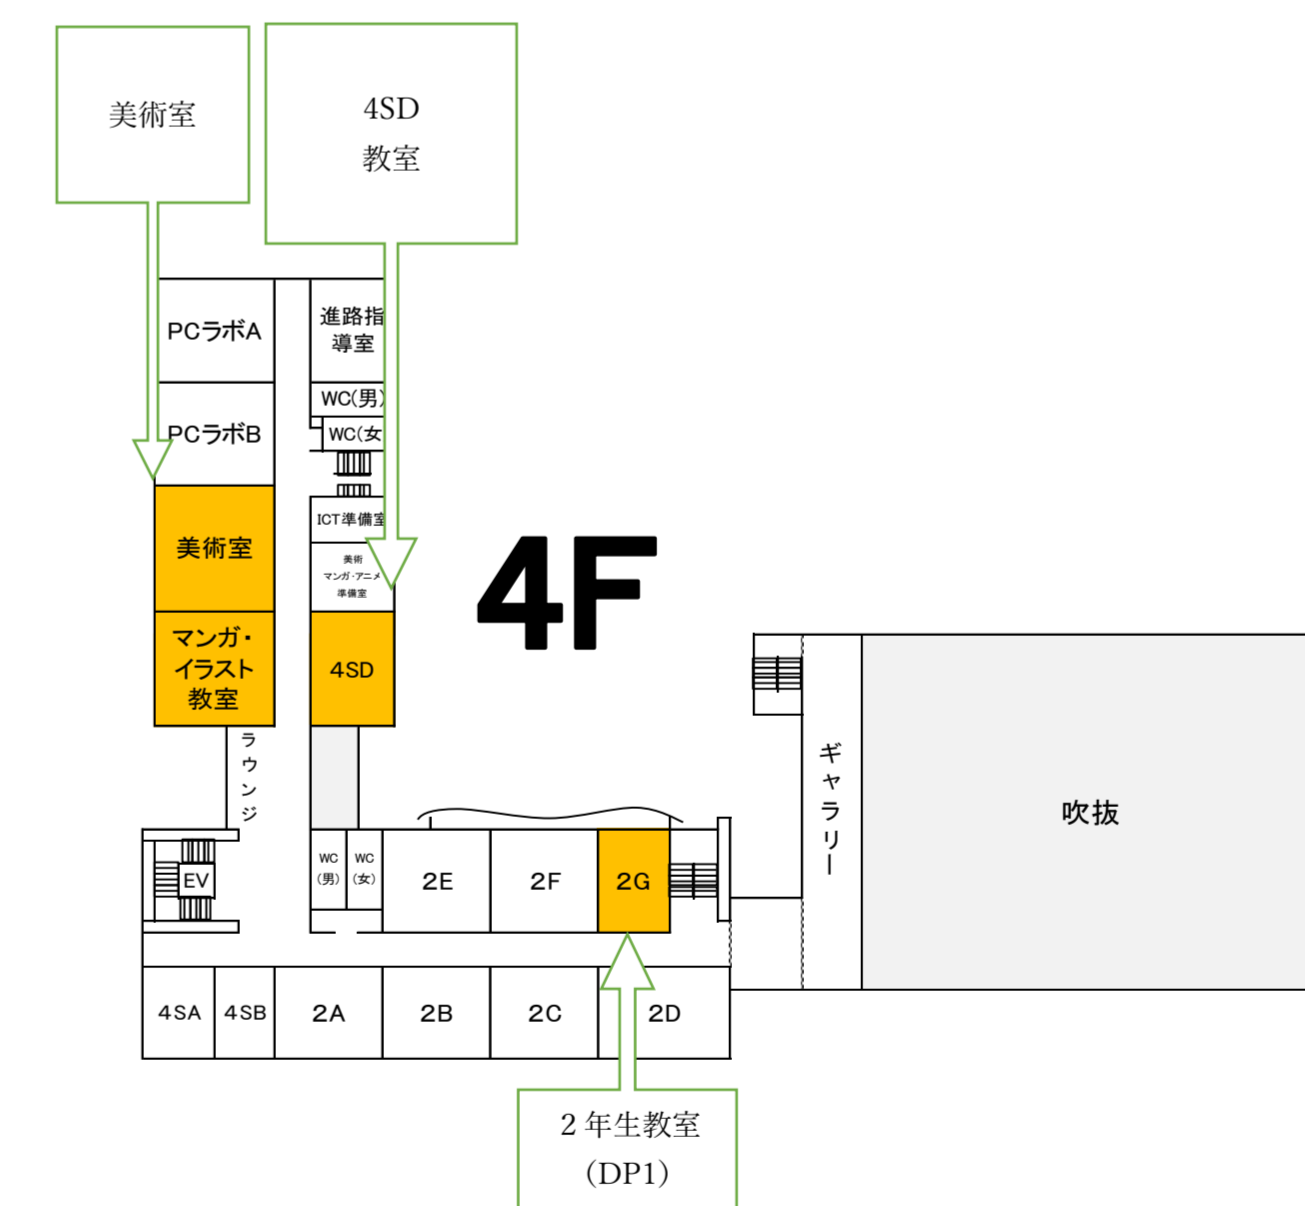 美術室
4SD
教室
PCラボA
進路指
導室
WC(男)
PCラボB
WC(女
ICT準備室
美術室
美術
マンガ・アニメ
準備室
4F
マンガ・
イラスト
教室
4SD
ラウンジ
ギャラリー
吹抜
EV
WC
(男)
WC
(女)
2E
2F
2G
4SA
4SB
2A
2B
2C
2D
2 年生教室
(DP1)